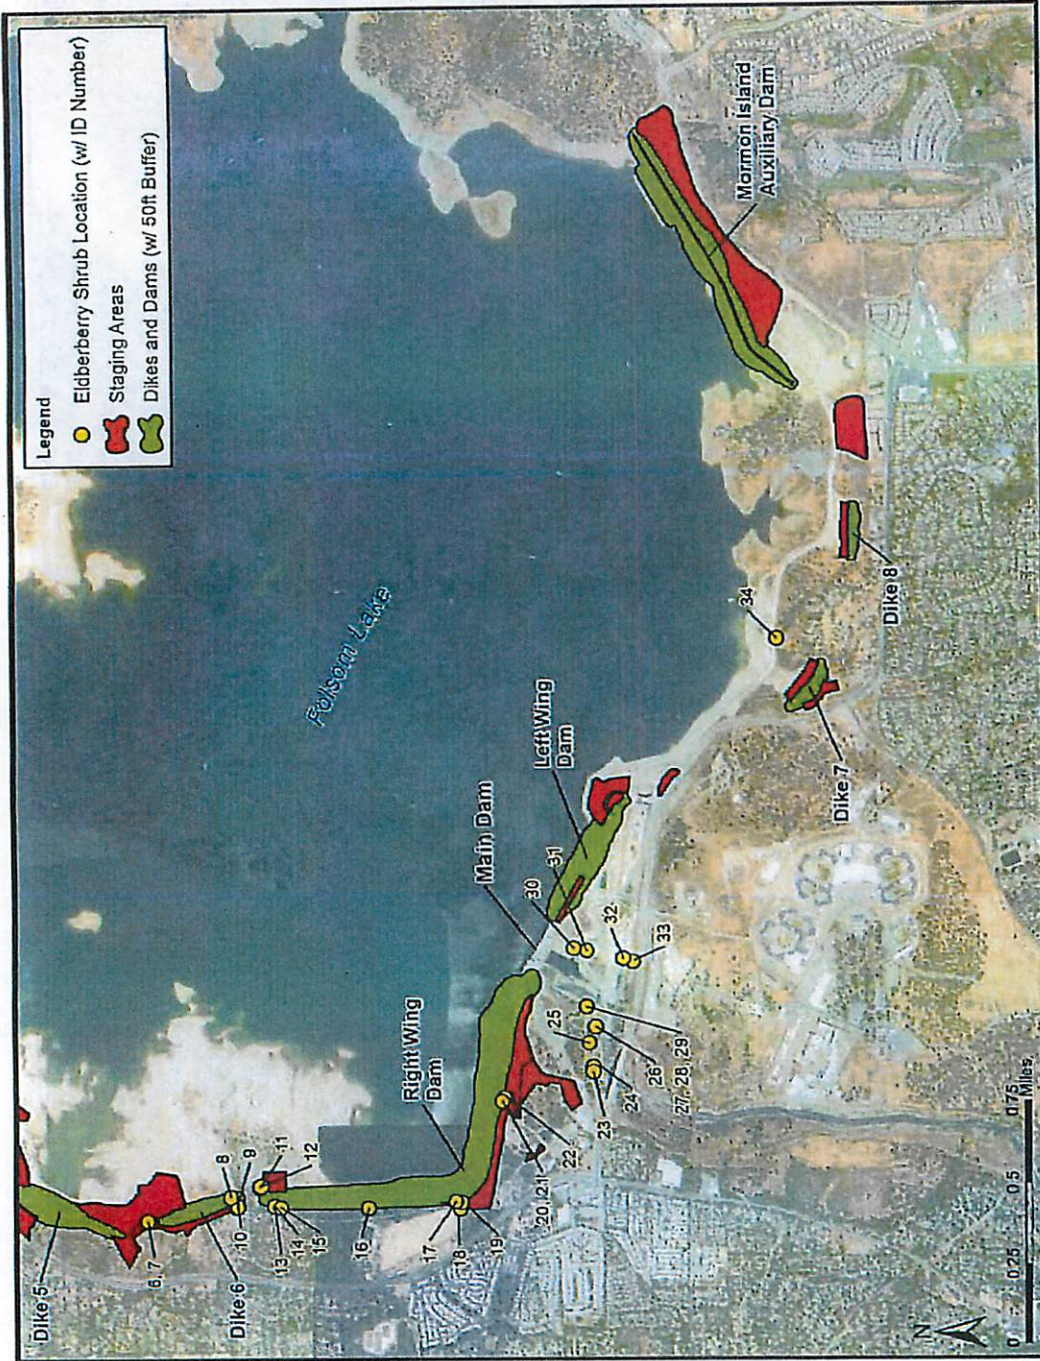 Legend
Eldberberry Shrub Location (w/ ID Number)
Staging Areas
Dikes and Dams (w/ 50ft Buffer)
Dike 5
6, 7
Dike 6
8
9
10
11
12
13
14
15
16
17
18
19
Right Wing
Dam
20, 21
22
23
24
25
26
27, 28, 29
Main Dam
30
31
32
33
Left Wing
Dam
Folsom Lake
34
Dike 7
Dike 8
Mormon Island
Auxiliary Dam
N
0 0.25 0.5 0.75
Miles